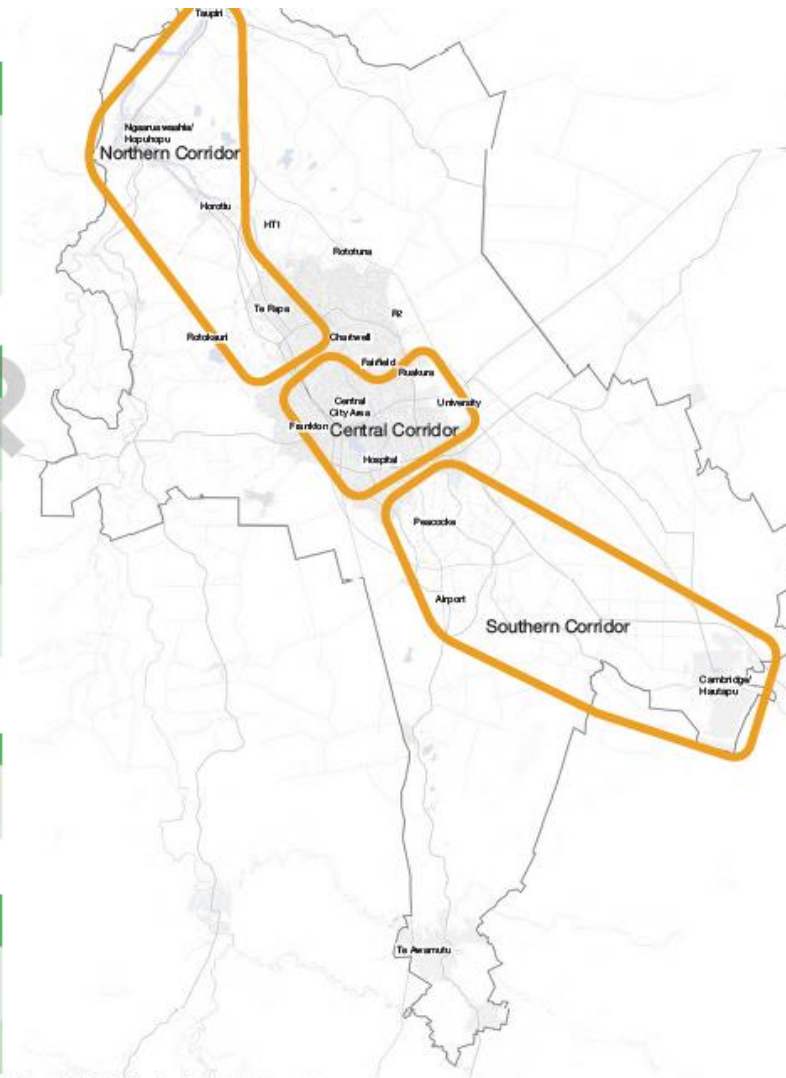 Taupiri
Ngaaruawaahia/
Hopuhopu
Northern Corridor
Horotiu
HT1
Rototuna
Te Rapa
R2
Rotokauri
Chartwell
Fairfield
Ruakura
Central
City Area
University
Frankton
Central Corridor
Hospital
Peacocke
Airport
Southern Corridor
Cambridge/
Hautapu
Te Awamutu